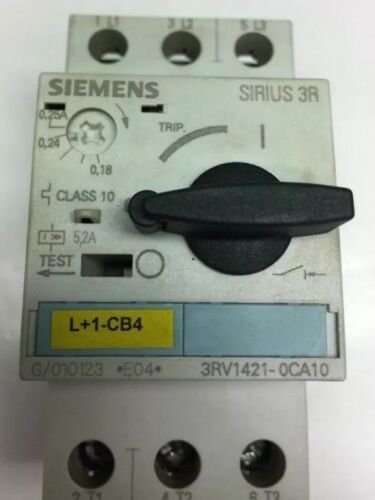 1 L1 3 L2 5 L3
SIEMENS SIRIUS 3R
0,25A
0,24
0,18
TRIP.
I
CLASS 10
I>> 5,2A
TEST O
L+1-CB4
G/010123 *E04* 3RV1421-0CA10
2 T1 4 T2 6 T3